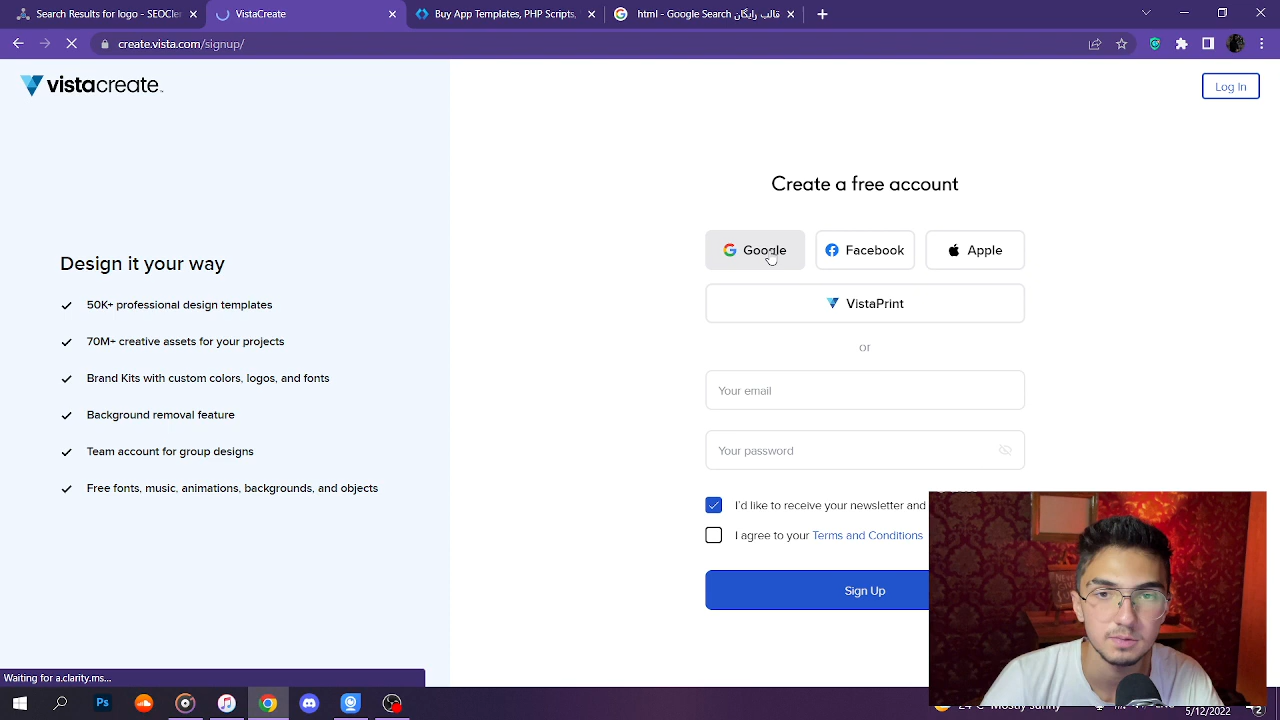 Search Results for logo - SEOCle
VistaCreate
Buy App Templates, PHP Scripts,
قالب رایگان html - Google Search
create.vista.com/signup/
vistacreate
Log In
Create a free account
Google
Facebook
Apple
VistaPrint
or
Your email
Your password
I'd like to receive your newsletter and
I agree to your Terms and Conditions
Sign Up
Design it your way
50K+ professional design templates
70M+ creative assets for your projects
Brand Kits with custom colors, logos, and fonts
Background removal feature
Team account for group designs
Free fonts, music, animations, backgrounds, and objects
Waiting for a.clarity.ms...
Ps
5/12/2022